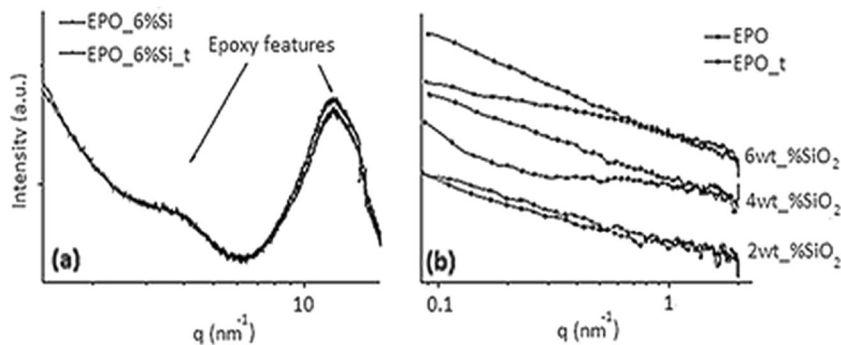 EPO_6%Si
EPO_6%Si_t
Epoxy features
Intensity (a.u.)
(a)
10
q (nm⁻¹)
EPO
EPO_t
6wt_%SiO₂
4wt_%SiO₂
2wt_%SiO₂
(b)
0.1
1
q (nm⁻¹)